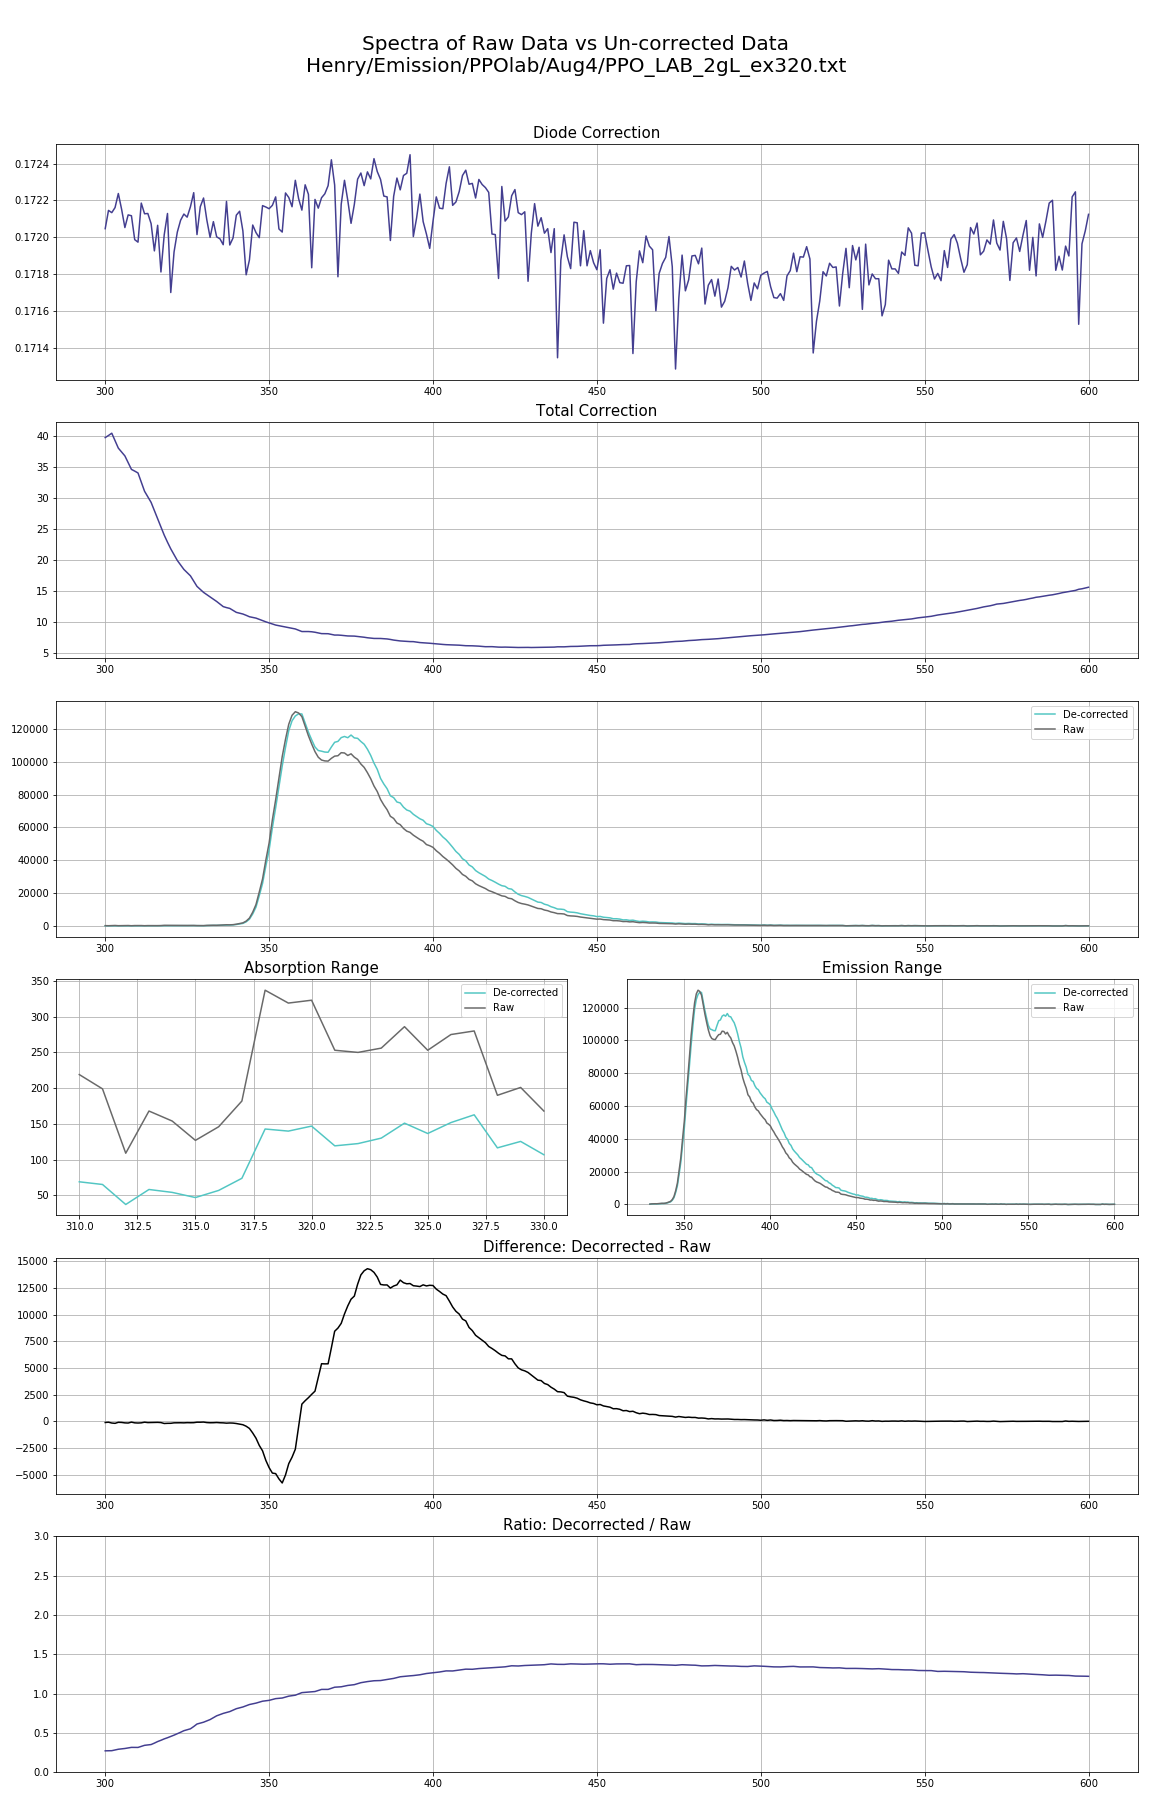 Spectra of Raw Data vs Un-corrected Data
Henry/Emission/PPOlab/Aug4/PPO_LAB_2gL_ex320.txt
Diode Correction
0.1724
0.1722
0.1720
0.1718
0.1716
0.1714
300 350 400 450 500 550 600
Total Correction
40
35
30
25
20
15
10
5
300 350 400 450 500 550 600
De-corrected
Raw
120000
100000
80000
60000
40000
20000
0
300 350 400 450 500 550 600
Absorption Range
De-corrected
Raw
350
300
250
200
150
100
50
310.0 312.5 315.0 317.5 320.0 322.5 325.0 327.5 330.0
Emission Range
De-corrected
Raw
120000
100000
80000
60000
40000
20000
0
350 400 450 500 550 600
Difference: Decorrected - Raw
15000
12500
10000
7500
5000
2500
0
−2500
−5000
300 350 400 450 500 550 600
Ratio: Decorrected / Raw
3.0
2.5
2.0
1.5
1.0
0.5
0.0
300 350 400 450 500 550 600